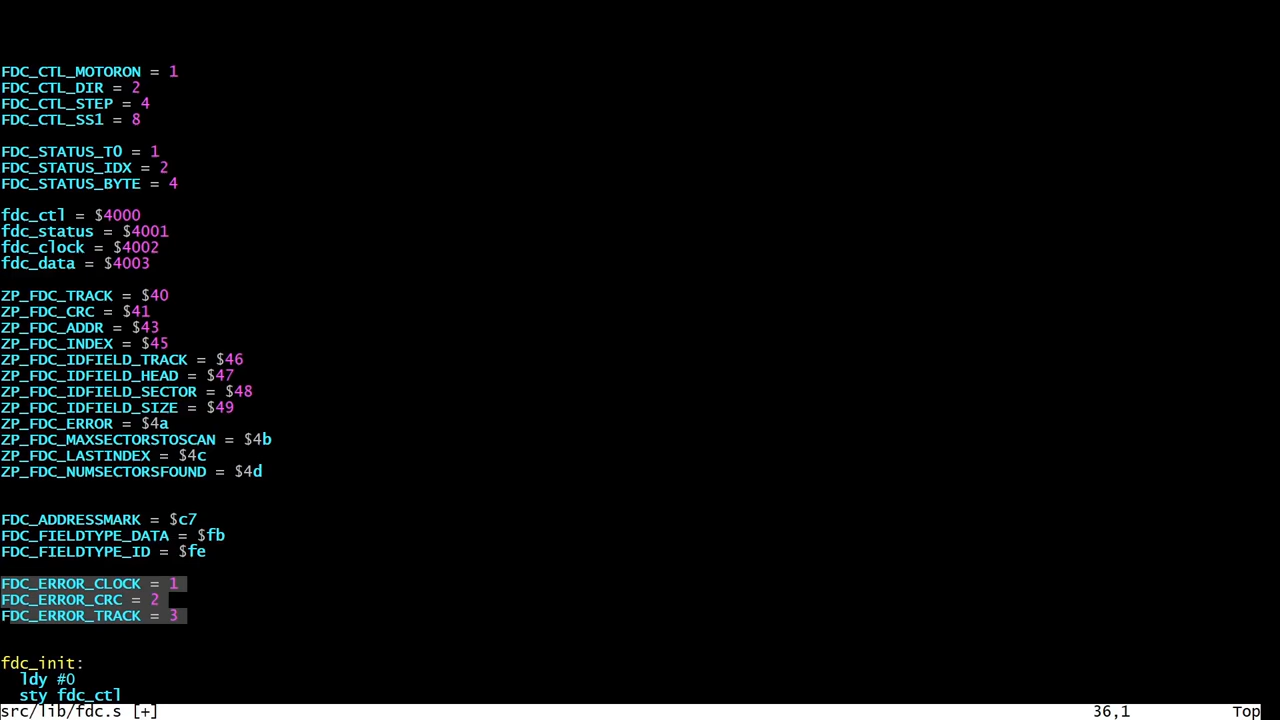 FDC_CTL_MOTORON = 1
FDC_CTL_DIR = 2
FDC_CTL_STEP = 4
FDC_CTL_SS1 = 8
FDC_STATUS_T0 = 1
FDC_STATUS_IDX = 2
FDC_STATUS_BYTE = 4
fdc_ctl = $4000
fdc_status = $4001
fdc_clock = $4002
fdc_data = $4003
ZP_FDC_TRACK = $40
ZP_FDC_CRC = $41
ZP_FDC_ADDR = $43
ZP_FDC_INDEX = $45
ZP_FDC_IDFIELD_TRACK = $46
ZP_FDC_IDFIELD_HEAD = $47
ZP_FDC_IDFIELD_SECTOR = $48
ZP_FDC_IDFIELD_SIZE = $49
ZP_FDC_ERROR = $4a
ZP_FDC_MAXSECTORSTOSCAN = $4b
ZP_FDC_LASTINDEX = $4c
ZP_FDC_NUMSECTORSFOUND = $4d
FDC_ADDRESSMARK = $c7
FDC_FIELDTYPE_DATA = $fb
FDC_FIELDTYPE_ID = $fe
FDC_ERROR_CLOCK = 1
FDC_ERROR_CRC = 2
FDC_ERROR_TRACK = 3
fdc_init:
  ldy #0
  sty fdc_ctl
src/lib/fdc.s [+] 36,1 Top